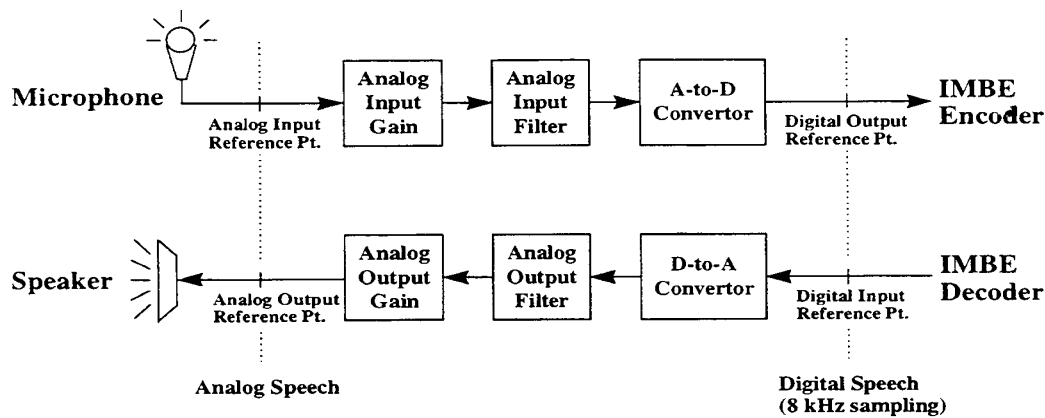 Microphone
Analog Input
Reference Pt.
Analog
Input
Gain
Analog
Input
Filter
A-to-D
Convertor
Digital Output
Reference Pt.
IMBE
Encoder
Speaker
Analog Output
Reference Pt.
Analog
Output
Gain
Analog
Output
Filter
D-to-A
Convertor
Digital Input
Reference Pt.
IMBE
Decoder
Analog Speech
Digital Speech
(8 kHz sampling)